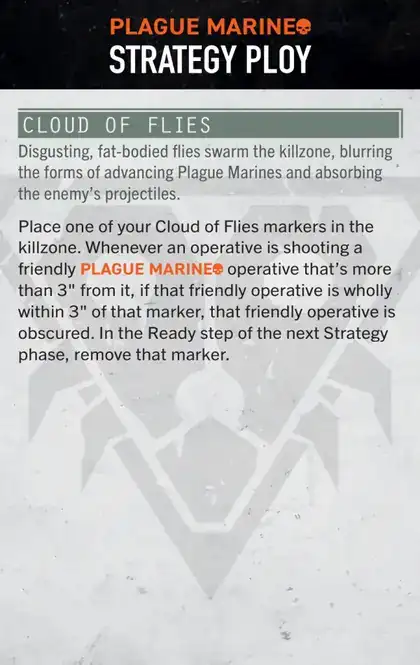 PLAGUE MARINE
STRATEGY PLOY
CLOUD OF FLIES
Disgusting, fat-bodied flies swarm the killzone, blurring
the forms of advancing Plague Marines and absorbing
the enemy’s projectiles.
Place one of your Cloud of Flies markers in the
killzone. Whenever an operative is shooting a
friendly PLAGUE MARINE operative that’s more
than 3" from it, if that friendly operative is wholly
within 3" of that marker, that friendly operative is
obscured. In the Ready step of the next Strategy
phase, remove that marker.